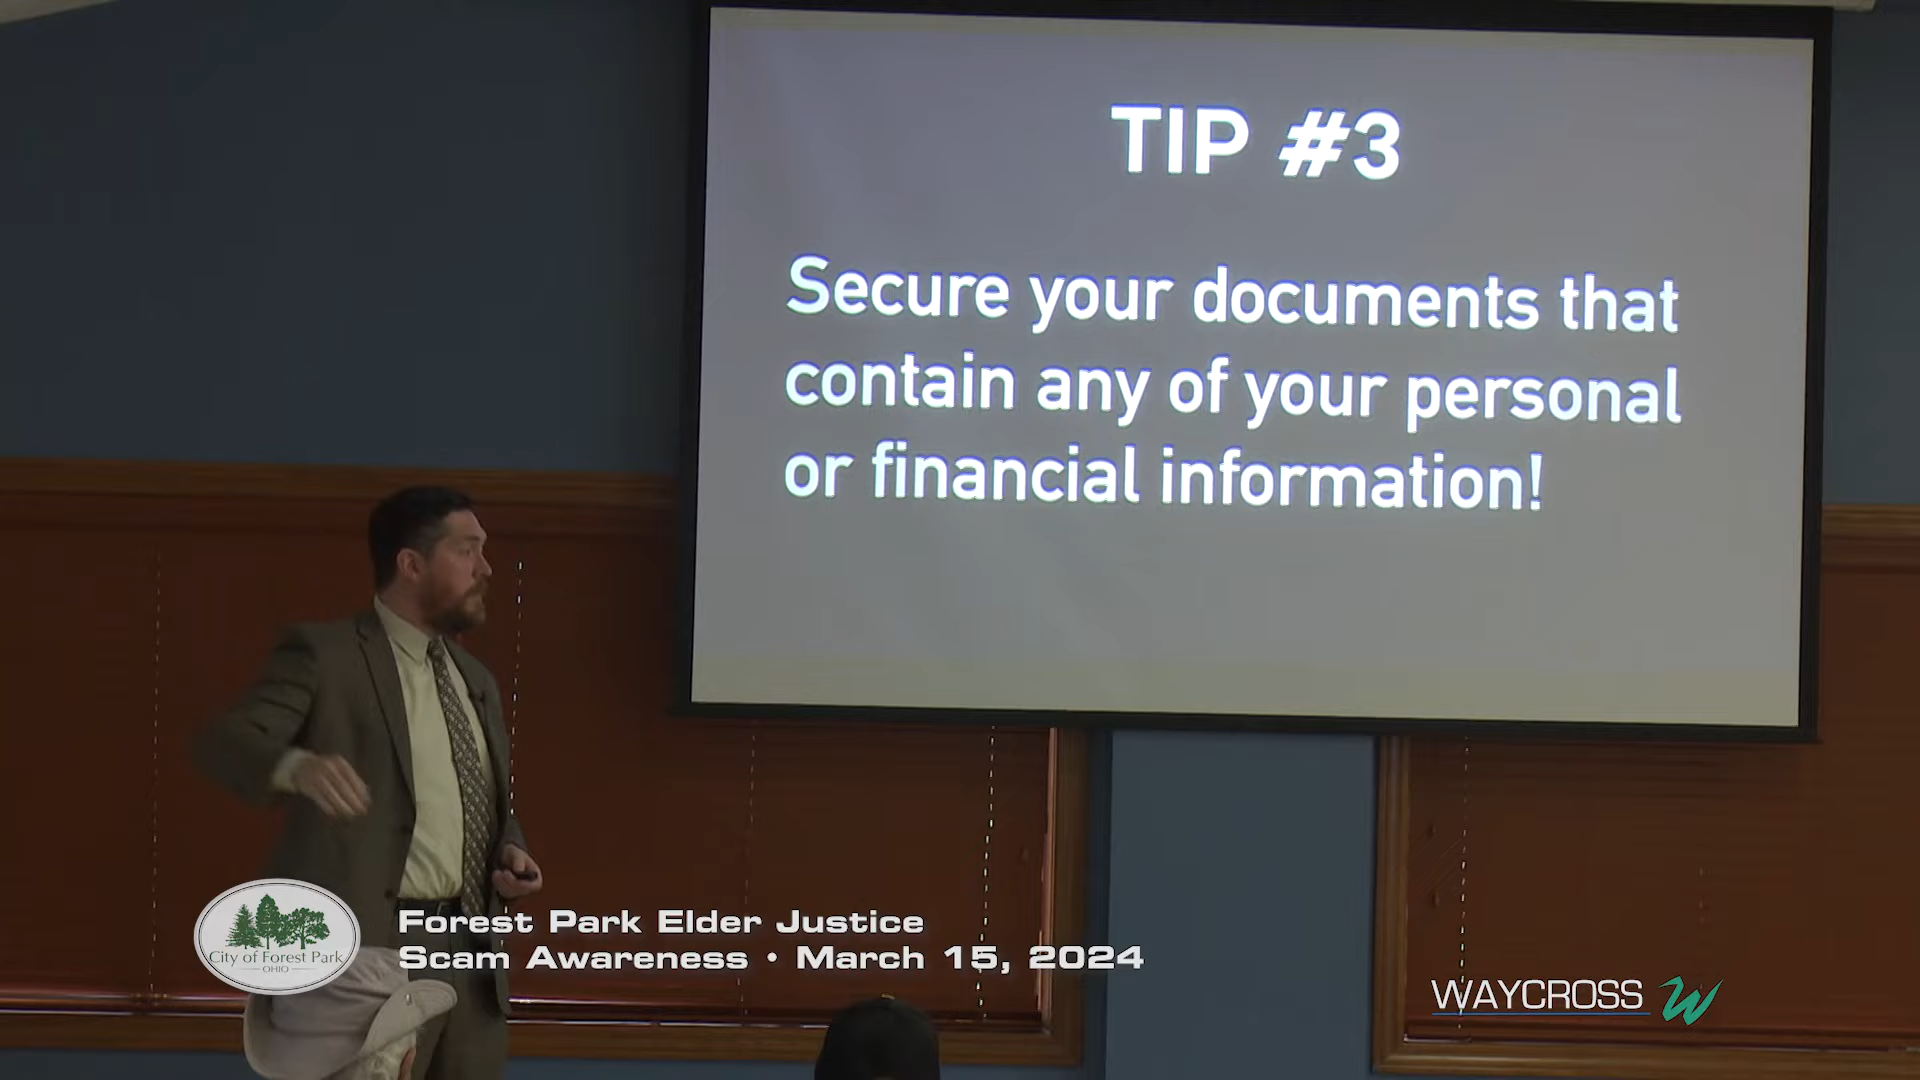 TIP #3
Secure your documents that
contain any of your personal
or financial information!
City of Forest Park
OHIO
Forest Park Elder Justice
Scam Awareness • March 15, 2024
WAYCROSS W